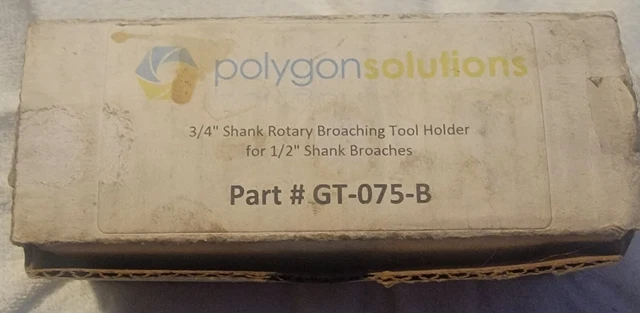 polygonsolutions
3/4" Shank Rotary Broaching Tool Holder
for 1/2" Shank Broaches
Part # GT-075-B